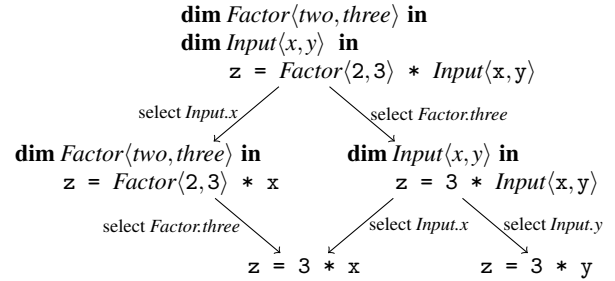 dim Factor⟨two,three⟩ in
dim Input⟨x,y⟩ in
z = Factor⟨2,3⟩ * Input⟨x,y⟩
select Input.x
select Factor.three
dim Factor⟨two,three⟩ in
z = Factor⟨2,3⟩ * x
dim Input⟨x,y⟩ in
z = 3 * Input⟨x,y⟩
select Factor.three
select Input.x
select Input.y
z = 3 * x
z = 3 * y